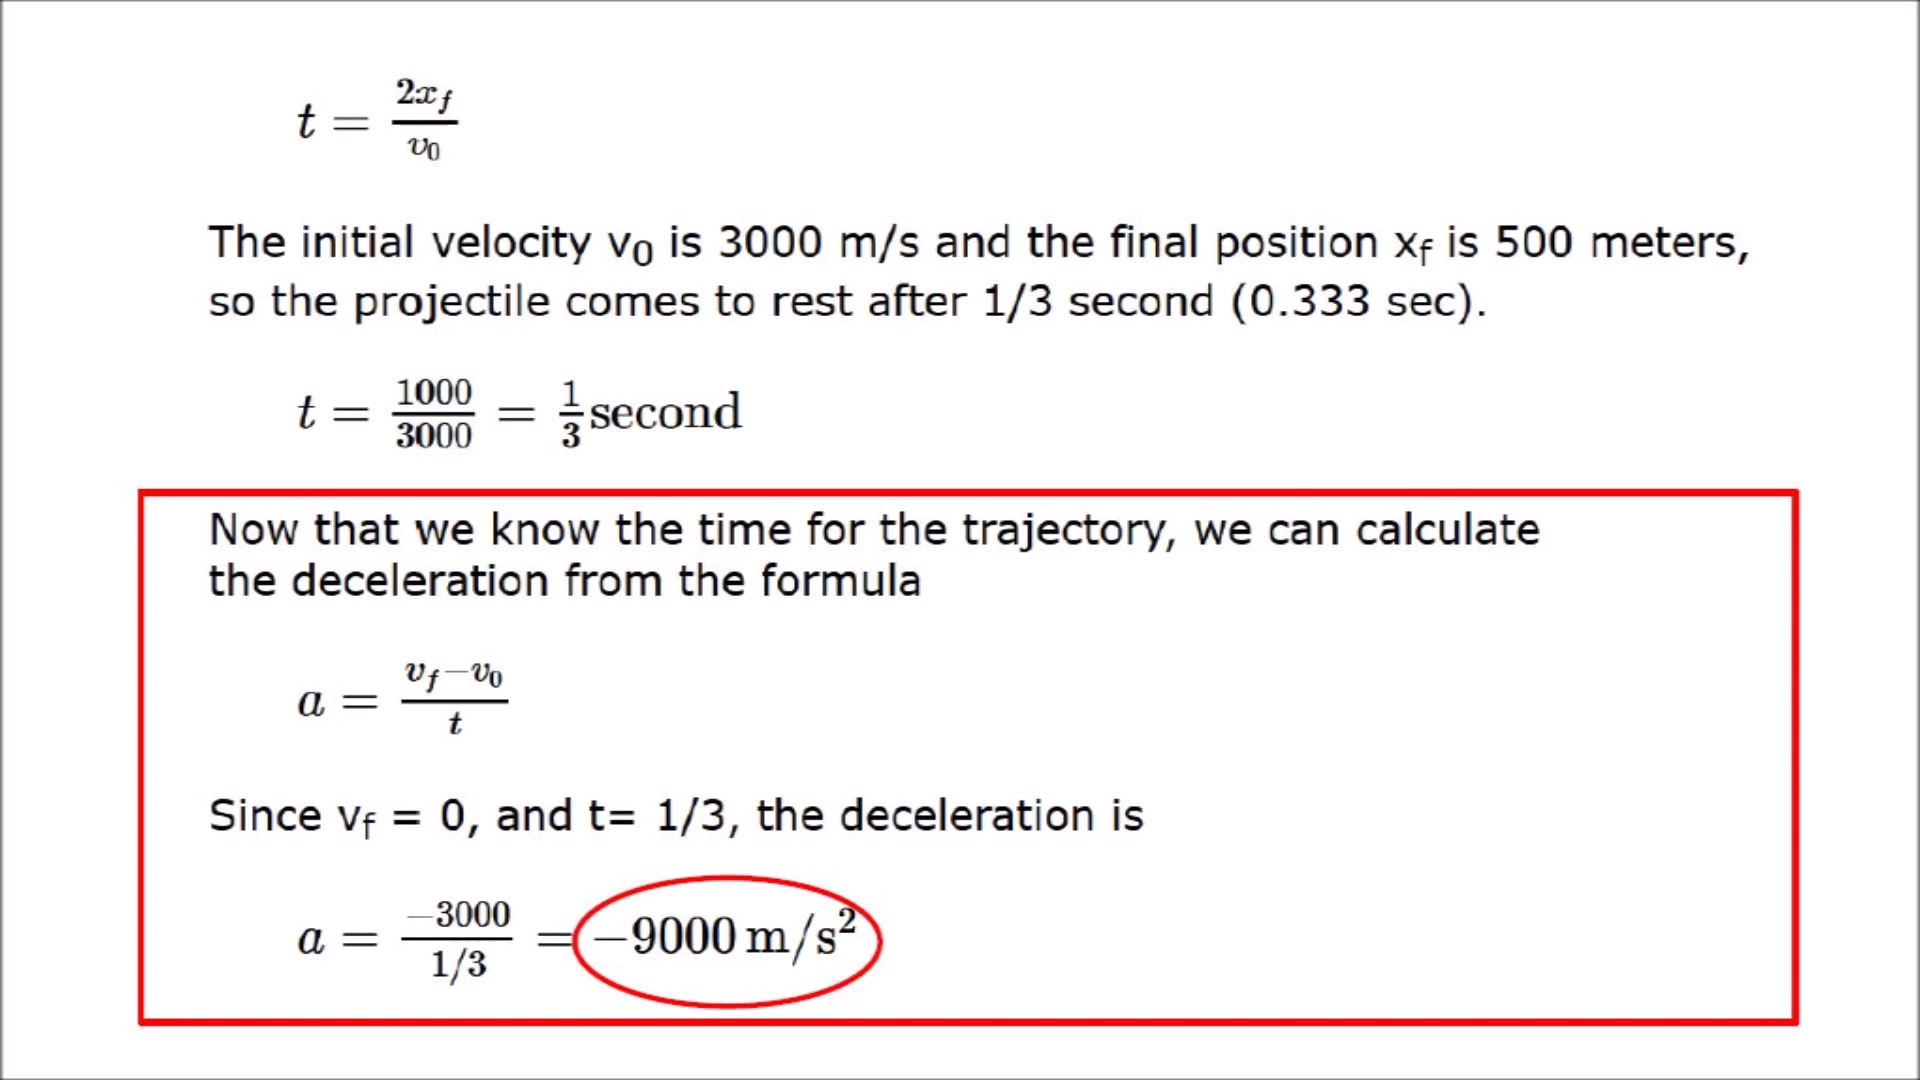 t = 2x_f / v_0
The initial velocity v₀ is 3000 m/s and the final position x_f is 500 meters,
so the projectile comes to rest after 1/3 second (0.333 sec).
t = 1000/3000 = 1/3 second
Now that we know the time for the trajectory, we can calculate
the deceleration from the formula
a = (v_f − v_0) / t
Since v_f = 0, and t= 1/3, the deceleration is
a = −3000 / (1/3) = −9000 m/s²